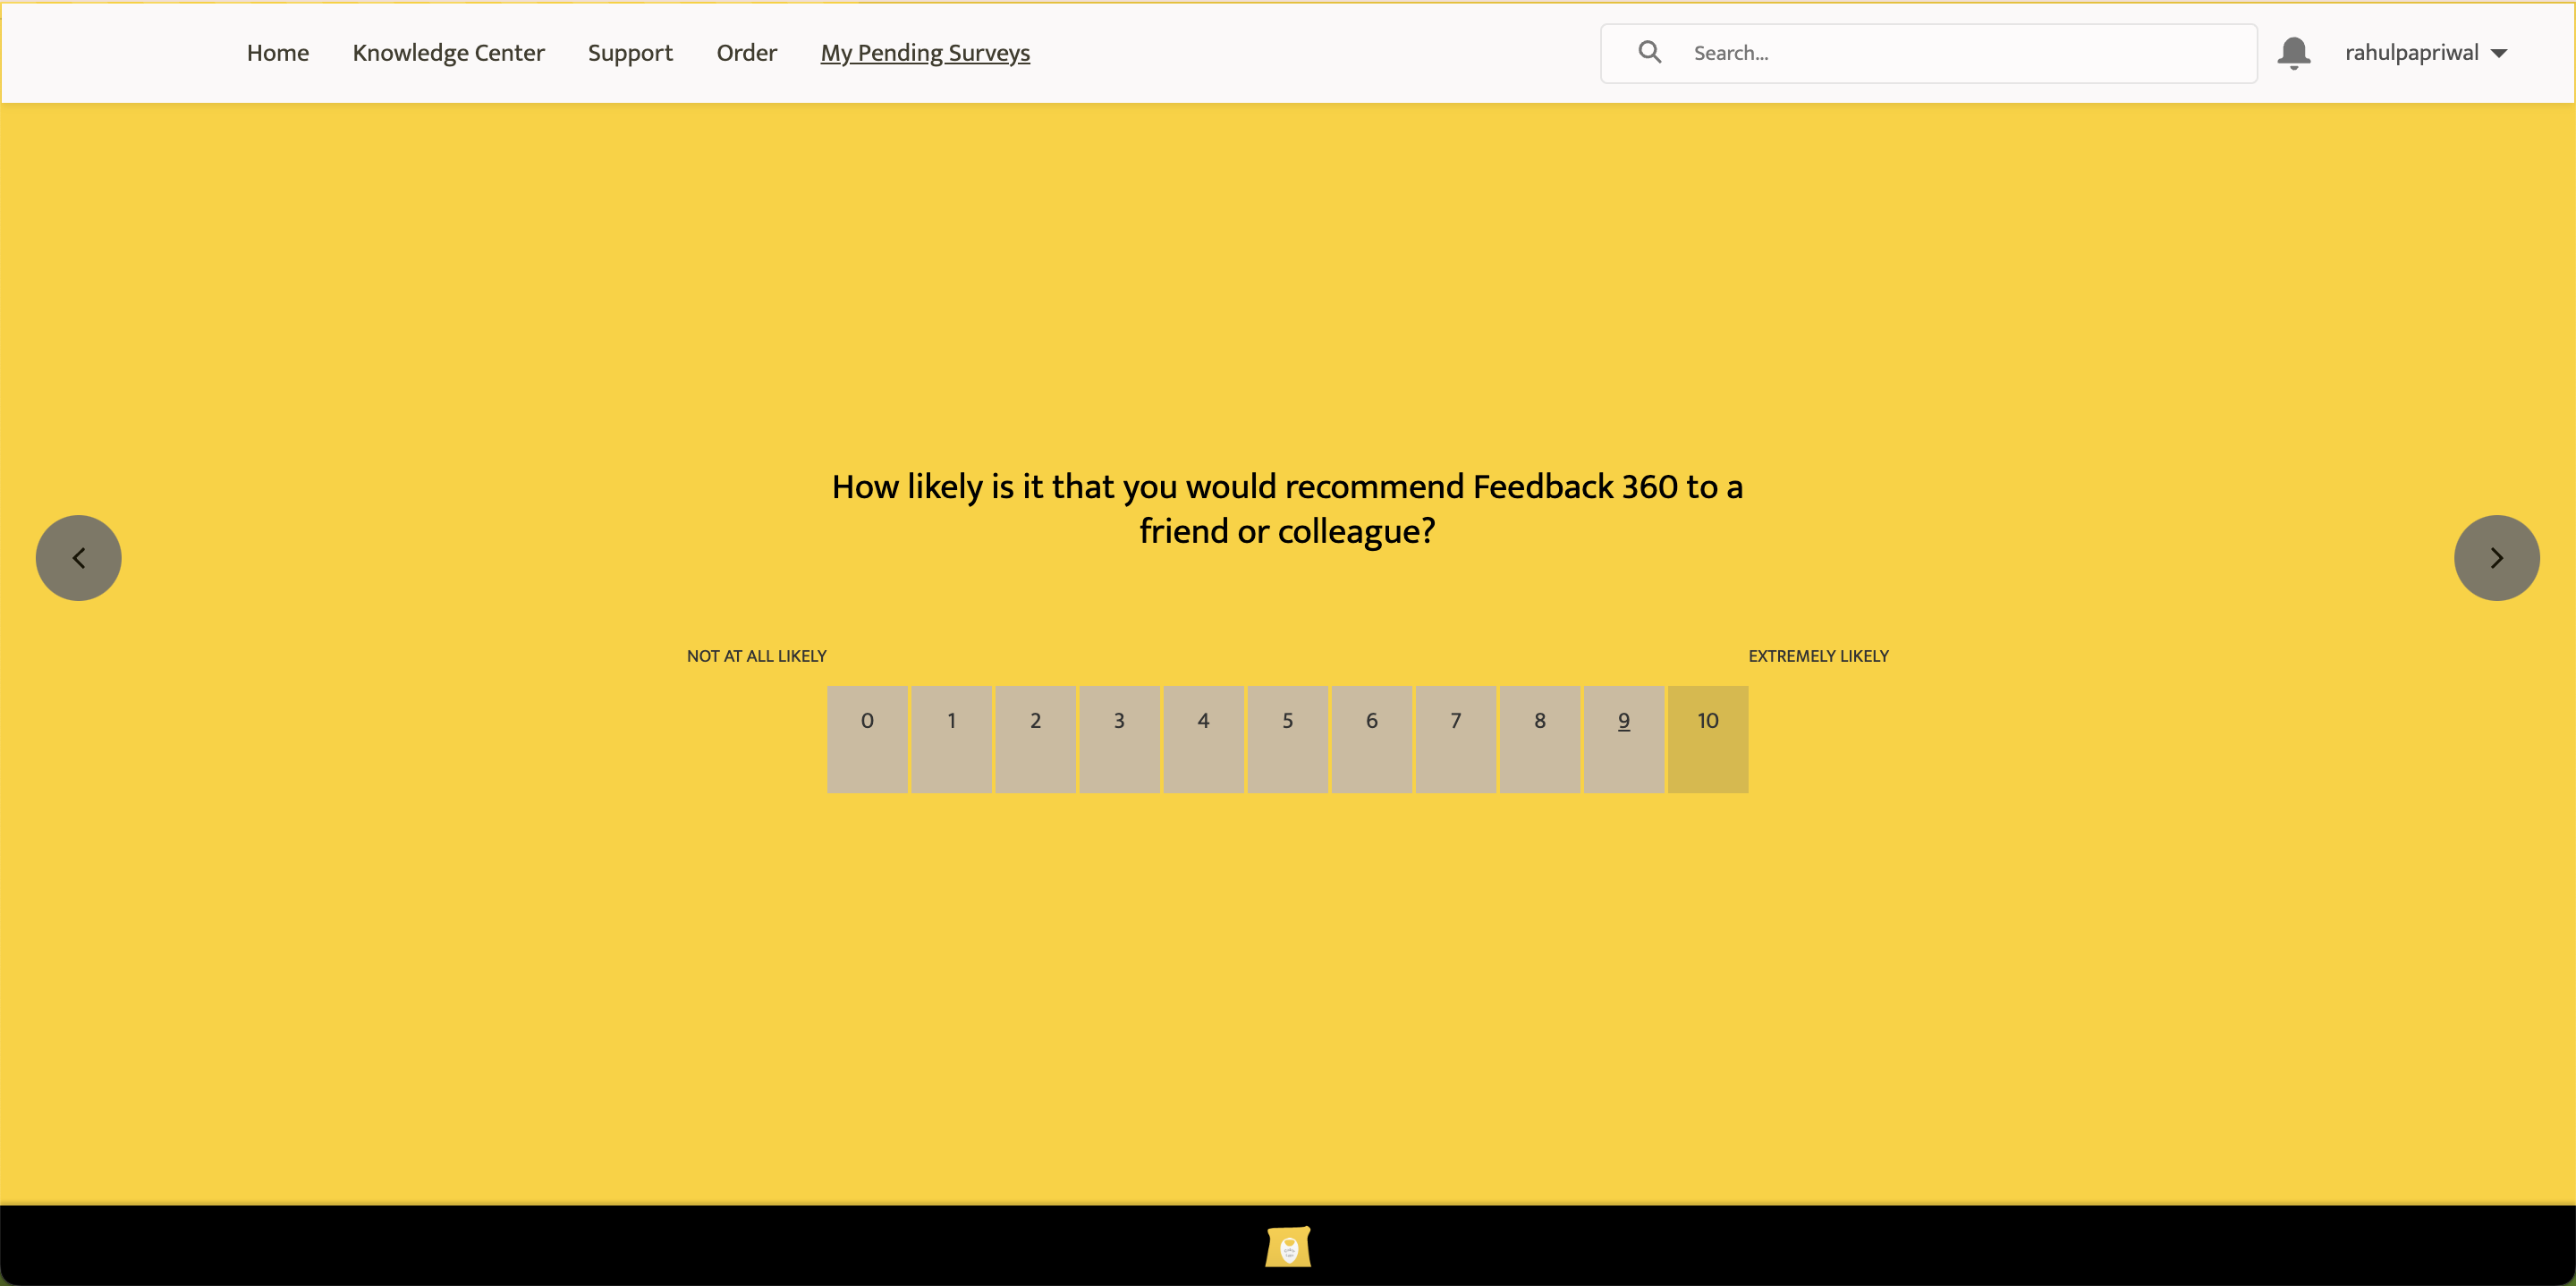 Home Knowledge Center Support Order My Pending Surveys Search... rahulpapriwal
How likely is it that you would recommend Feedback 360 to a
friend or colleague?
NOT AT ALL LIKELY EXTREMELY LIKELY
0 1 2 3 4 5 6 7 8 9 10